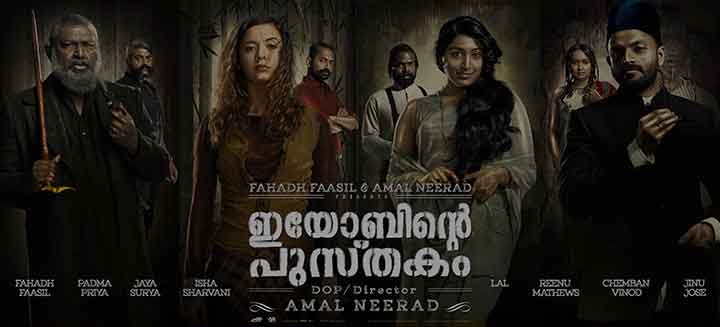 FAHADH FAASIL & AMAL NEERAD
PRESENTS
ഇയോബിന്റെ
പുസ്തകം
DOP/Director
AMAL NEERAD
FAHADH FAASIL
PADMA PRIYA
JAYA SURYA
ISHA SHARVANI
LAL
REENU MATHEWS
CHEMBAN VINOD
JINU JOSE